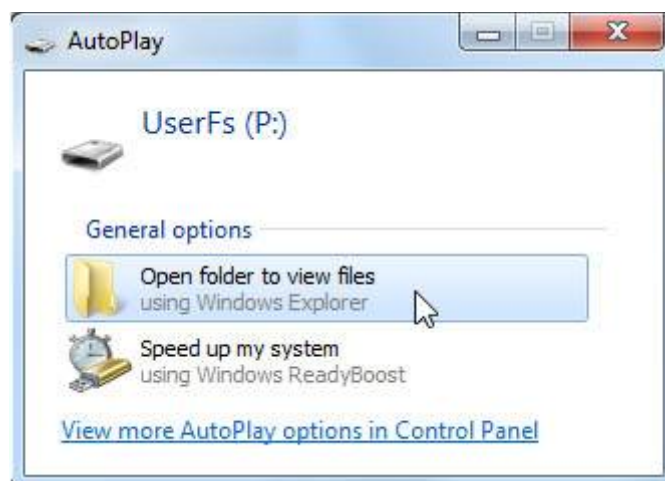 AutoPlay
UserFs (P:)
General options
Open folder to view files
using Windows Explorer
Speed up my system
using Windows ReadyBoost
View more AutoPlay options in Control Panel